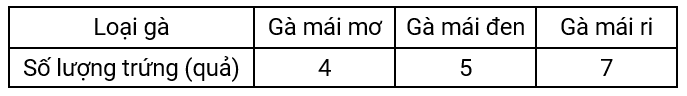 Loại gà Gà mái mơ Gà mái đen Gà mái ri
Số lượng trứng (quả) 4 5 7